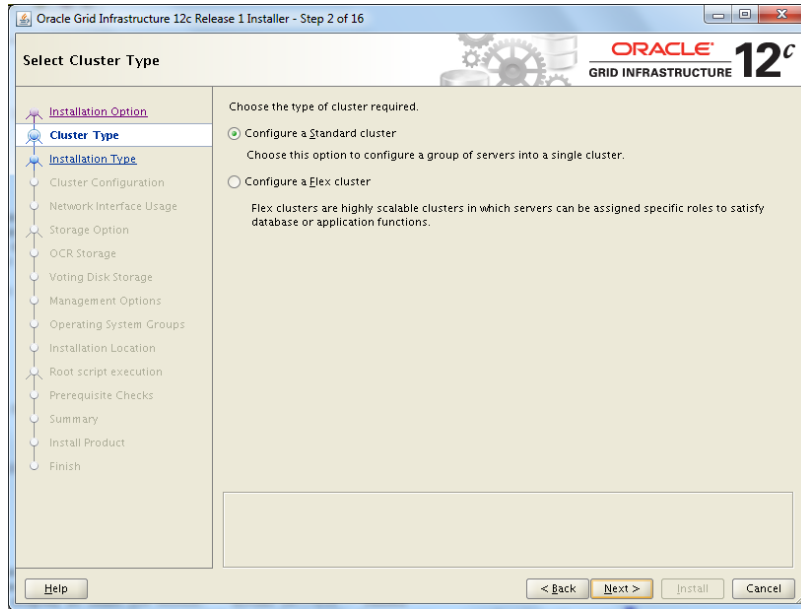 Oracle Grid Infrastructure 12c Release 1 Installer - Step 2 of 16
Select Cluster Type
ORACLE
GRID INFRASTRUCTURE
12c
Installation Option
Cluster Type
Installation Type
Cluster Configuration
Network Interface Usage
Storage Option
OCR Storage
Voting Disk Storage
Management Options
Operating System Groups
Installation Location
Root script execution
Prerequisite Checks
Summary
Install Product
Finish
Choose the type of cluster required.
Configure a Standard cluster
Choose this option to configure a group of servers into a single cluster.
Configure a Flex cluster
Flex clusters are highly scalable clusters in which servers can be assigned specific roles to satisfy
database or application functions.
Help
< Back
Next >
Install
Cancel